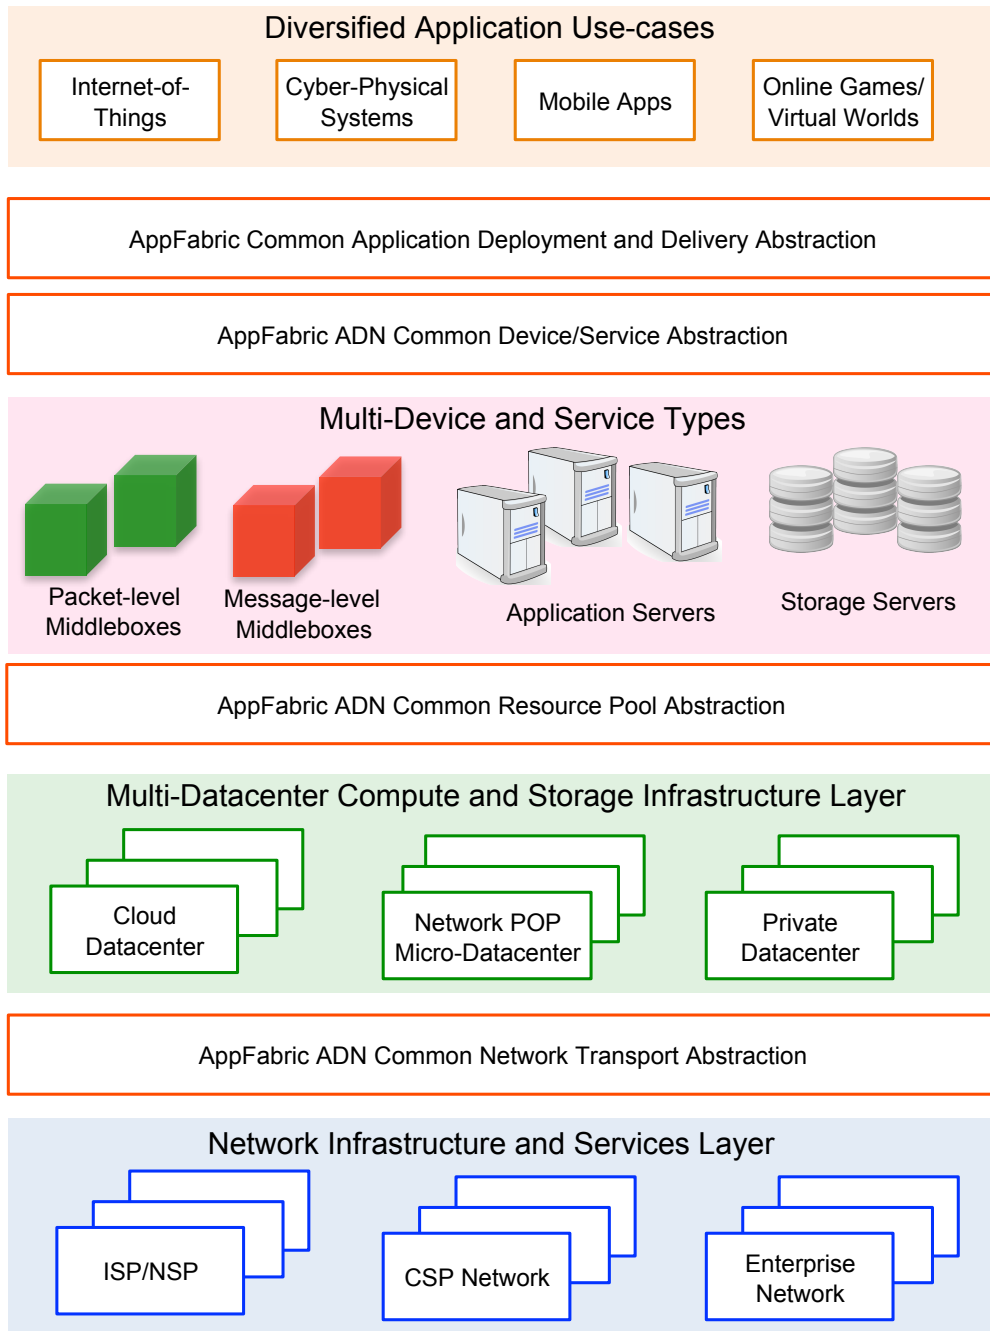 Diversified Application Use-cases
Internet-of-
Things
Cyber-Physical
Systems
Mobile Apps
Online Games/
Virtual Worlds
AppFabric Common Application Deployment and Delivery Abstraction
AppFabric ADN Common Device/Service Abstraction
Multi-Device and Service Types
Packet-level
Middleboxes
Message-level
Middleboxes
Application Servers
Storage Servers
AppFabric ADN Common Resource Pool Abstraction
Multi-Datacenter Compute and Storage Infrastructure Layer
Cloud
Datacenter
Network POP
Micro-Datacenter
Private
Datacenter
AppFabric ADN Common Network Transport Abstraction
Network Infrastructure and Services Layer
ISP/NSP
CSP Network
Enterprise
Network